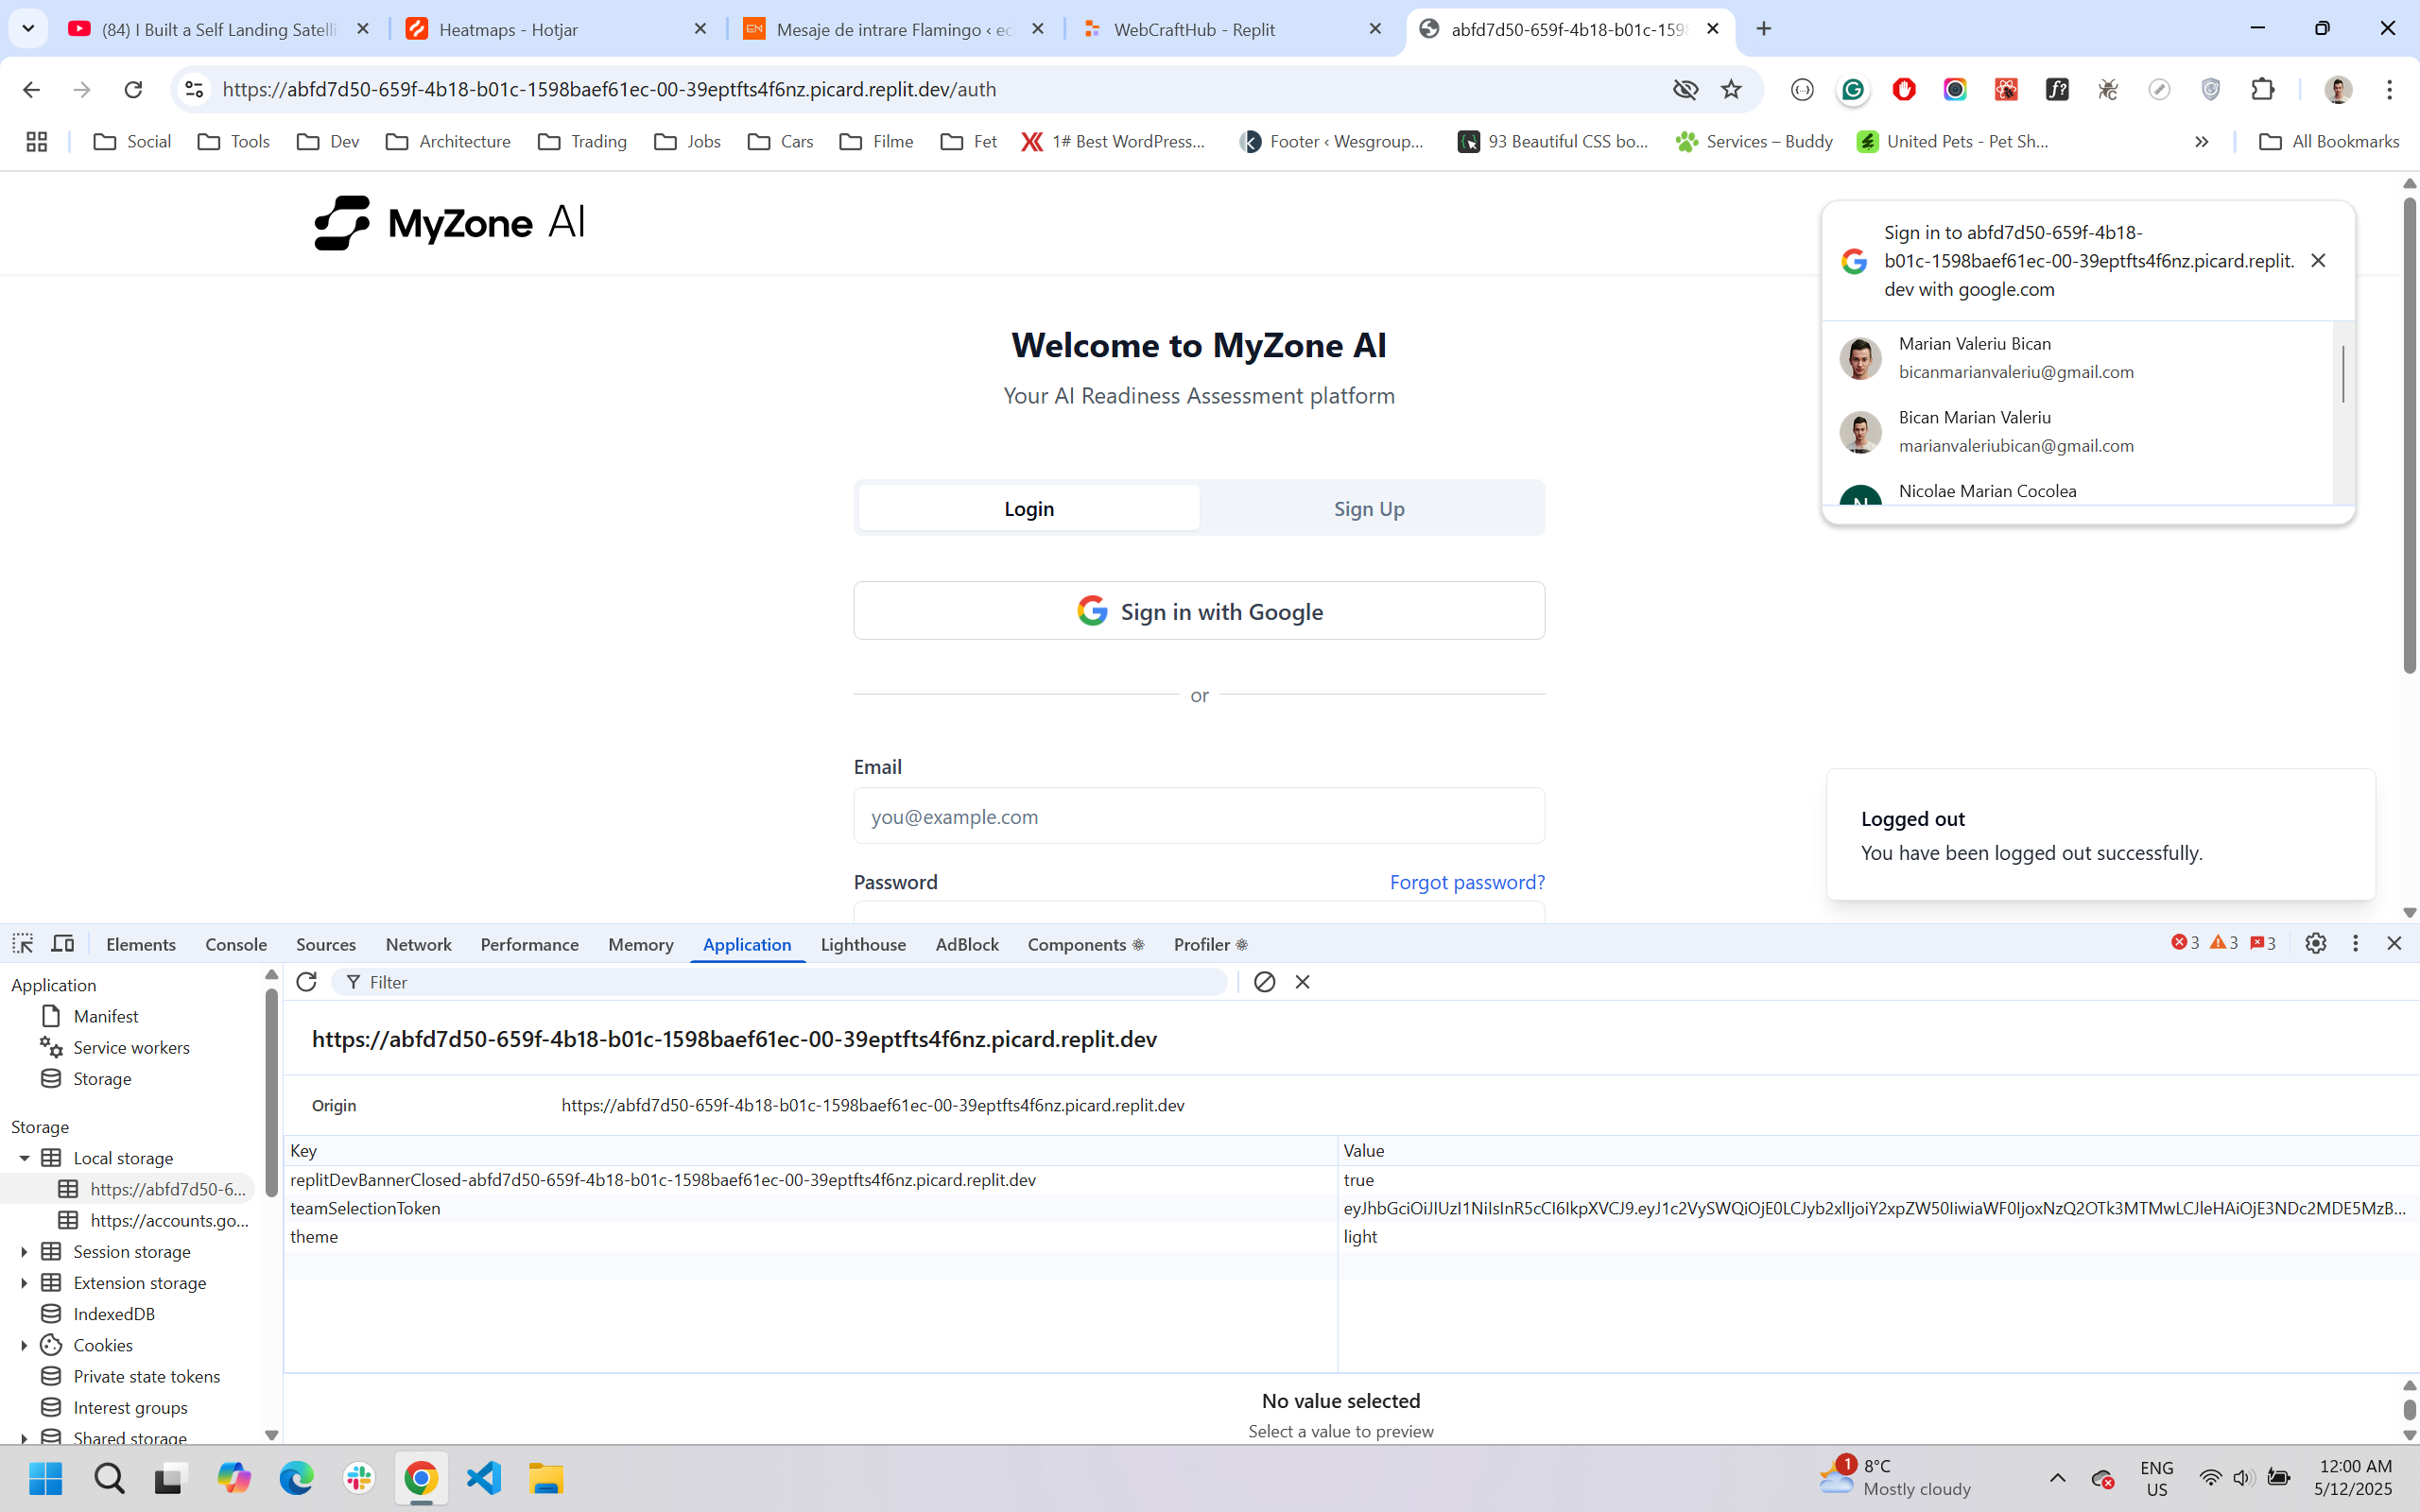 (84) I Built a Self Landing Satelli
Heatmaps - Hotjar
Mesaje de intrare Flamingo ‹ ec
WebCraftHub - Replit
abfd7d50-659f-4b18-b01c-1598
https://abfd7d50-659f-4b18-b01c-1598baef61ec-00-39eptfts4f6nz.picard.replit.dev/auth
Social
Tools
Dev
Architecture
Trading
Jobs
Cars
Filme
Fet
1# Best WordPress...
Footer ‹ Wesgroup...
93 Beautiful CSS bo...
Services – Buddy
United Pets - Pet Sh...
All Bookmarks
MyZone AI
Sign in to abfd7d50-659f-4b18-
b01c-1598baef61ec-00-39eptfts4f6nz.picard.replit.
dev with google.com
Marian Valeriu Bican
bicanmarianvaleriu@gmail.com
Bican Marian Valeriu
marianvaleriubican@gmail.com
Nicolae Marian Cocolea
Welcome to MyZone AI
Your AI Readiness Assessment platform
Login
Sign Up
Sign in with Google
or
Email
you@example.com
Password
Forgot password?
Logged out
You have been logged out successfully.
Elements
Console
Sources
Network
Performance
Memory
Application
Lighthouse
AdBlock
Components
Profiler
3
3
3
Application
Manifest
Service workers
Storage
Storage
Local storage
https://abfd7d50-6...
https://accounts.go...
Session storage
Extension storage
IndexedDB
Cookies
Private state tokens
Interest groups
Shared storage
Filter
https://abfd7d50-659f-4b18-b01c-1598baef61ec-00-39eptfts4f6nz.picard.replit.dev
Origin
https://abfd7d50-659f-4b18-b01c-1598baef61ec-00-39eptfts4f6nz.picard.replit.dev
Key
Value
replitDevBannerClosed-abfd7d50-659f-4b18-b01c-1598baef61ec-00-39eptfts4f6nz.picard.replit.dev
true
teamSelectionToken
eyJhbGciOiJIUzI1NiIsInR5cCI6IkpXVCJ9.eyJ1c2VySWQiOjE0LCJyb2xlIjoiY2xpZW50IiwiaWF0IjoxNzQ2OTk3MTMwLCJleHAiOjE3NDc2MDE5MzB...
theme
light
No value selected
Select a value to preview
1
8°C
Mostly cloudy
ENG
US
12:00 AM
5/12/2025